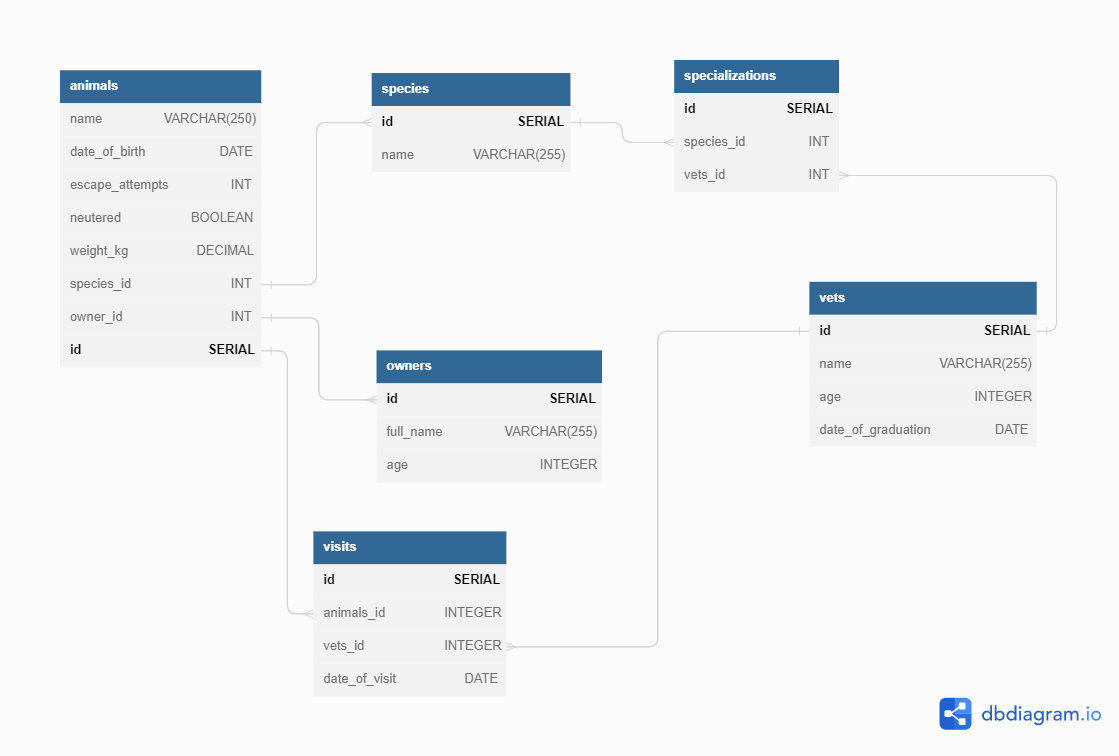 animals
name VARCHAR(250)
date_of_birth DATE
escape_attempts INT
neutered BOOLEAN
weight_kg DECIMAL
species_id INT
owner_id INT
id SERIAL
species
id SERIAL
name VARCHAR(255)
specializations
id SERIAL
species_id INT
vets_id INT
vets
id SERIAL
name VARCHAR(255)
age INTEGER
date_of_graduation DATE
owners
id SERIAL
full_name VARCHAR(255)
age INTEGER
visits
id SERIAL
animals_id INTEGER
vets_id INTEGER
date_of_visit DATE
dbdiagram.io